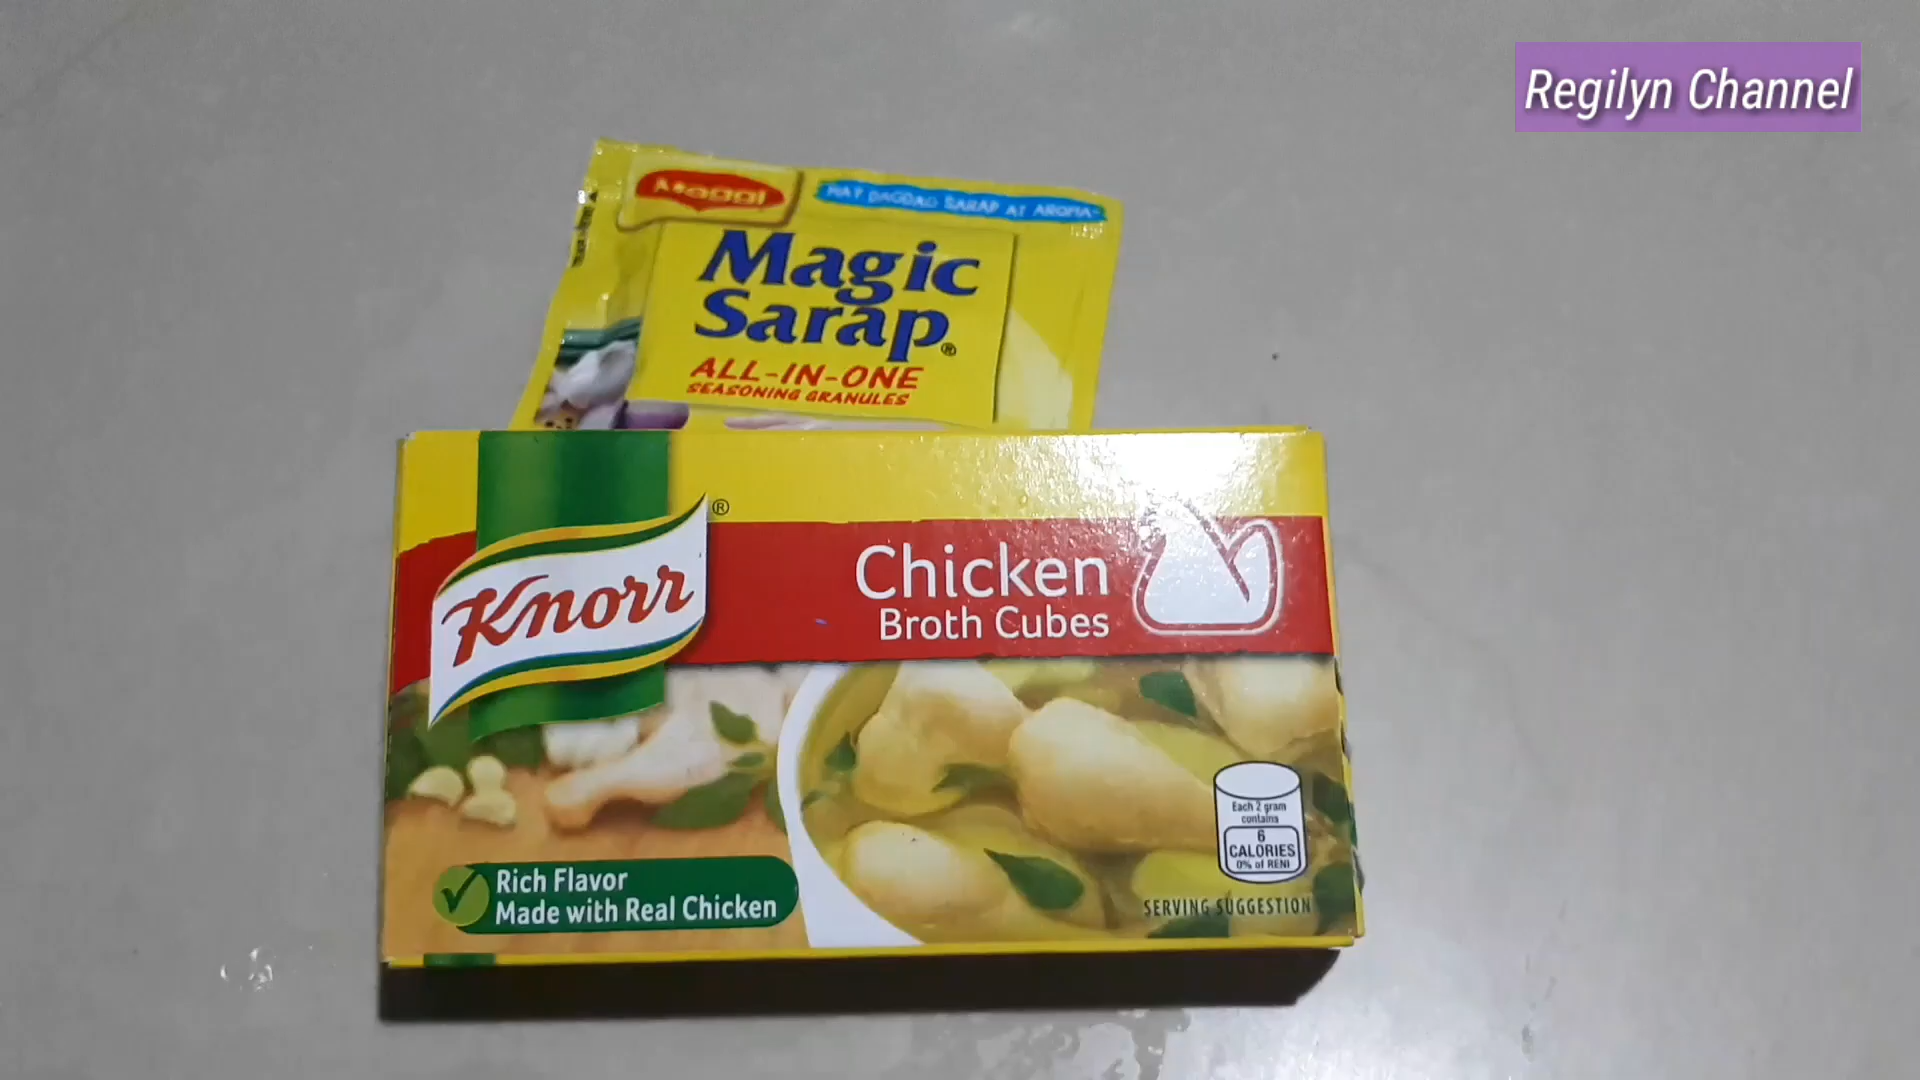 Regilyn Channel
Maggi
MAY DAGDAG SARAP AT AROMA
Magic
Sarap®
ALL-IN-ONE
SEASONING GRANULES
Knorr®
Chicken
Broth Cubes
Each 2 gram
contains
6
CALORIES
0% of RENI
Rich Flavor
Made with Real Chicken
SERVING SUGGESTION